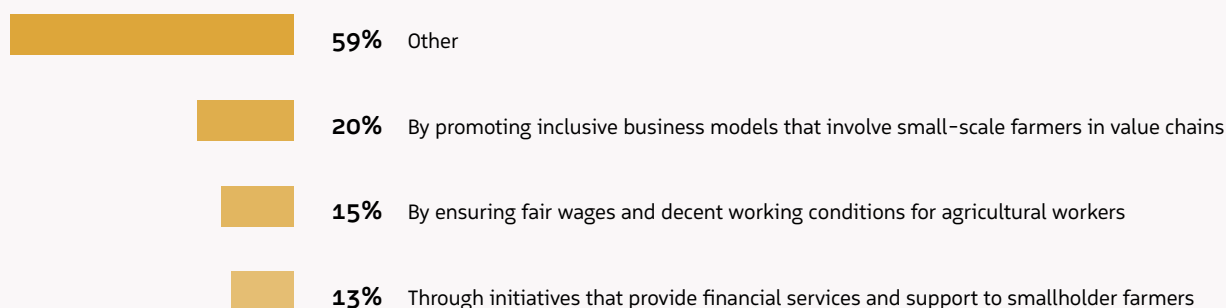 59% Other
20% By promoting inclusive business models that involve small-scale farmers in value chains
15% By ensuring fair wages and decent working conditions for agricultural workers
13% Through initiatives that provide financial services and support to smallholder farmers